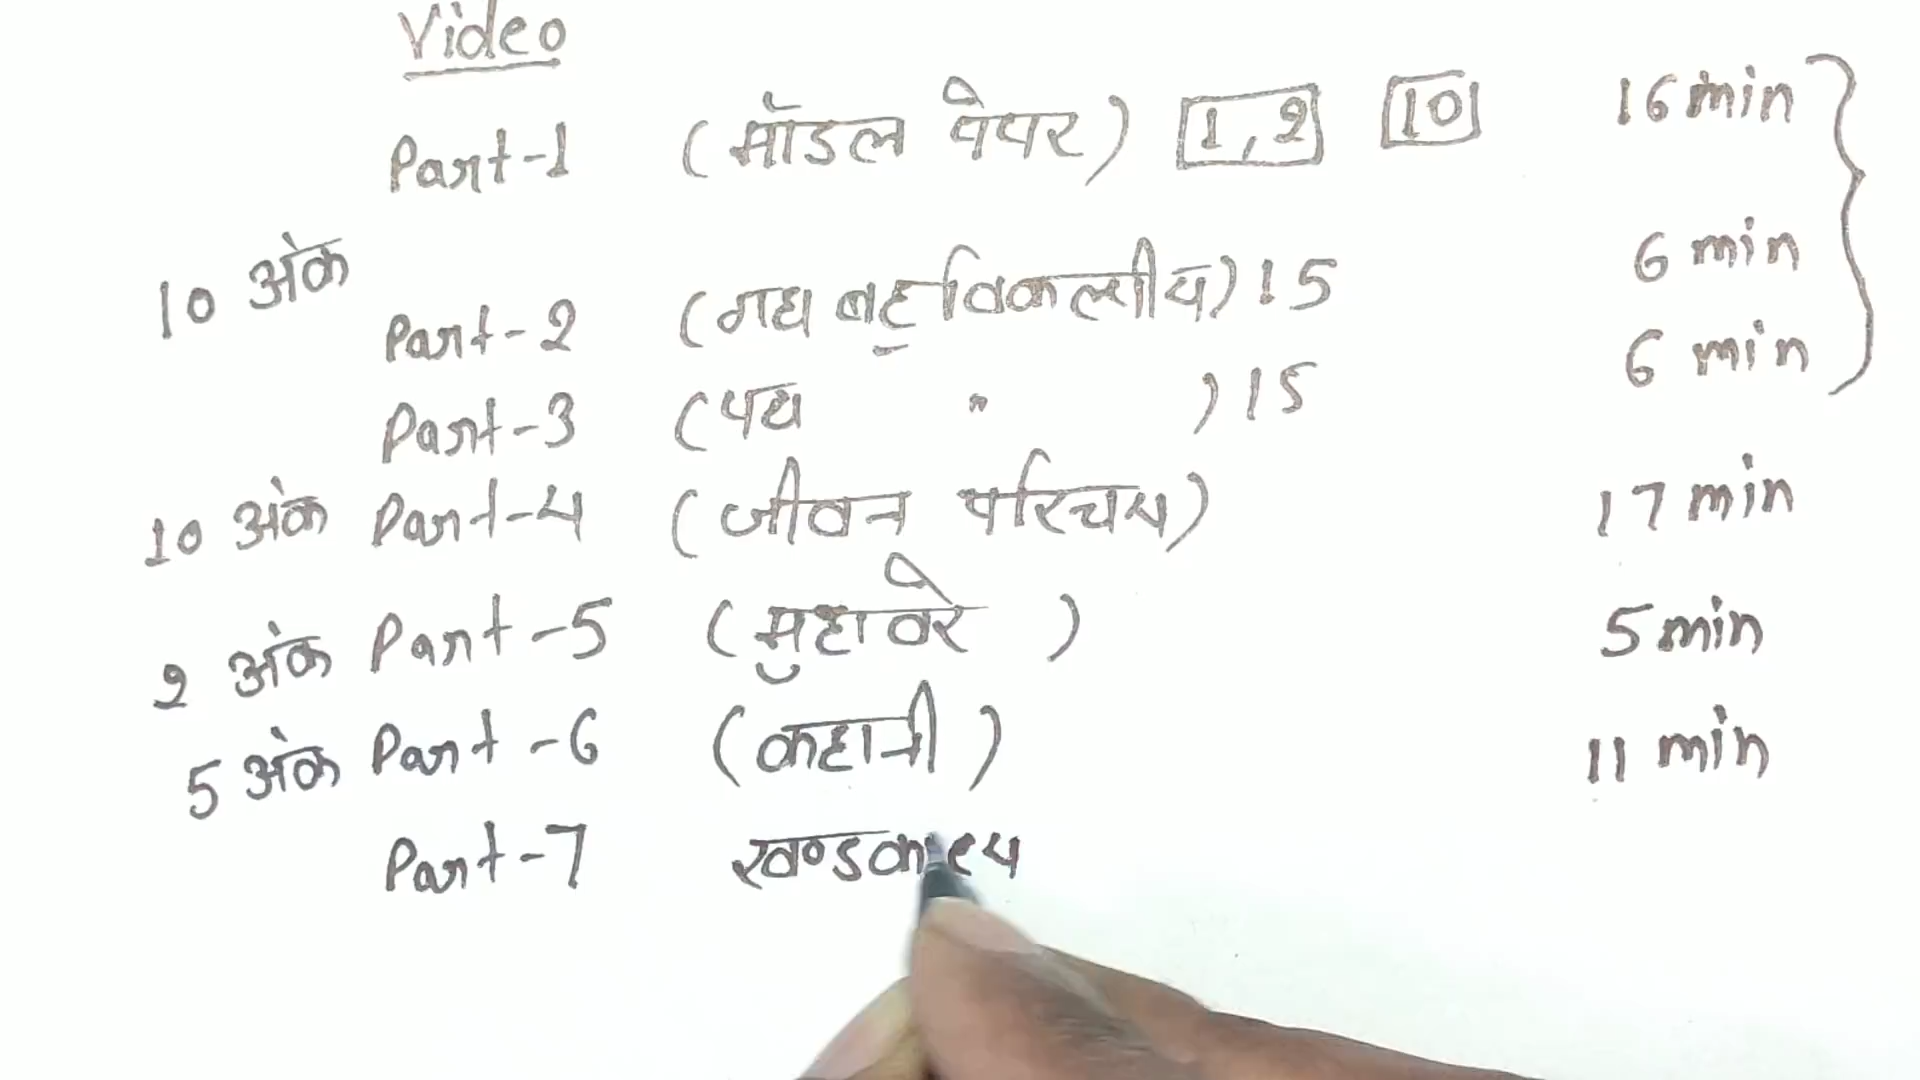 Video
Part-1 (मॉडल पेपर) 1,2 10 16 min
10 अंक
Part-2 (गद्य बहुविकल्पीय) 15 6 min
Part-3 (पद्य " ) 15 6 min
10 अंक Part-4 (जीवन परिचय) 17 min
2 अंक Part-5 (मुहावरे) 5 min
5 अंक Part-6 (कहानी) 11 min
Part-7 खण्डकाव्य